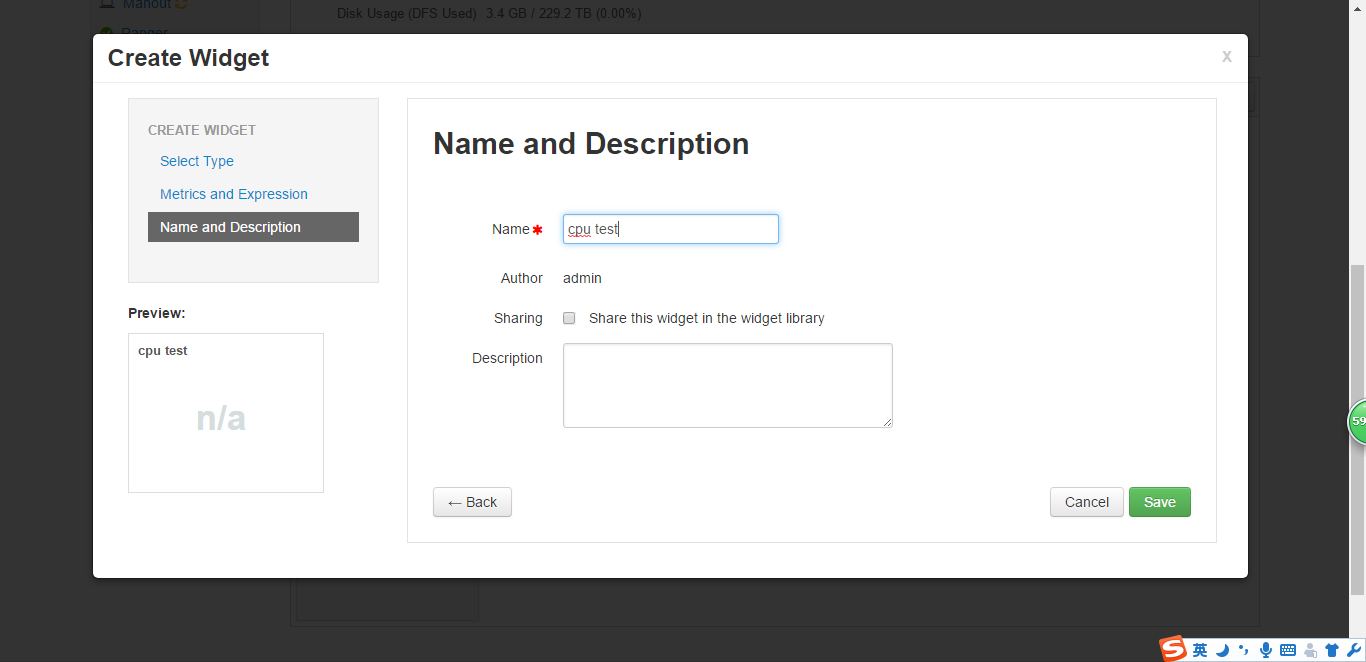 Mahout
Disk Usage (DFS Used) 3.4 GB / 229.2 TB (0.00%)
Ranger
Create Widget
x
CREATE WIDGET
Select Type
Metrics and Expression
Name and Description
Preview:
cpu test
n/a
Name and Description
Name ✱ cpu test
Author admin
Sharing Share this widget in the widget library
Description
← Back
Cancel
Save
59
S 英